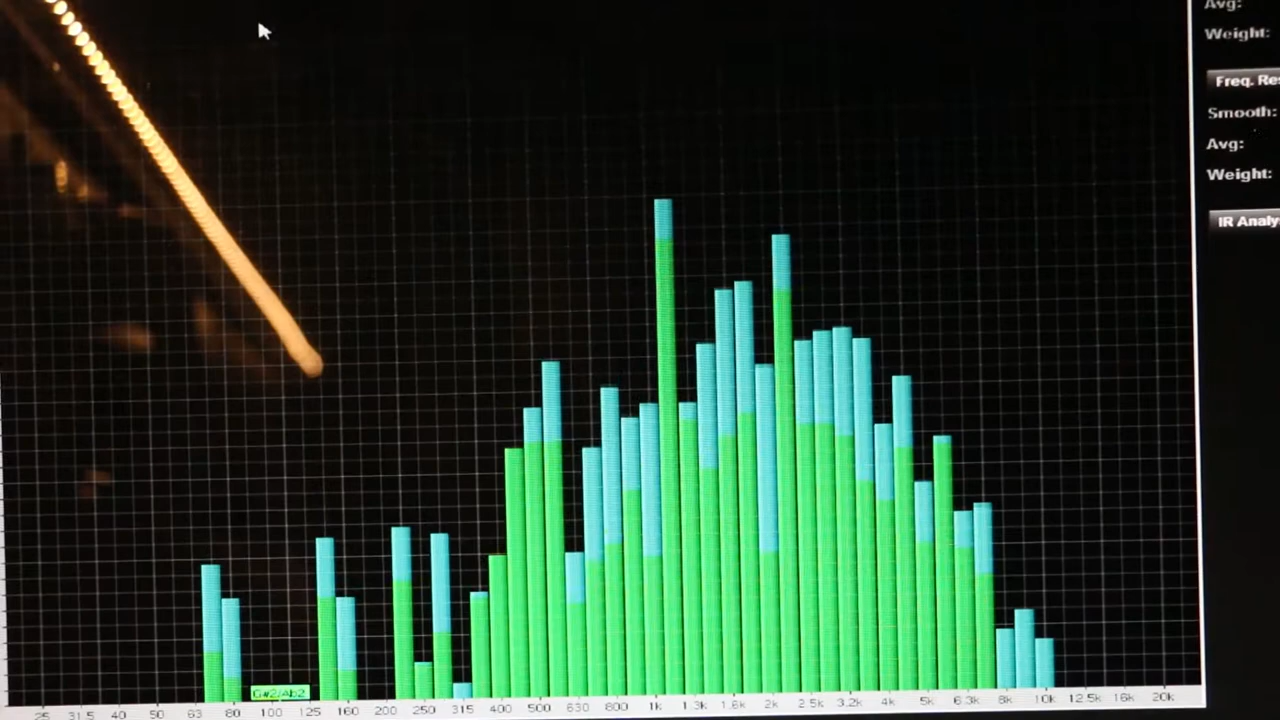 Avg:
Weight:
Freq. Res
Smooth:
Avg:
Weight:
IR Analy
G#2/Ab2
25 31.5 40 50 63 80 100 125 160 200 250 315 400 500 630 800 1k 1.3k 1.6k 2k 2.5k 3.2k 4k 5k 6.3k 8k 10k 12.5k 16k 20k